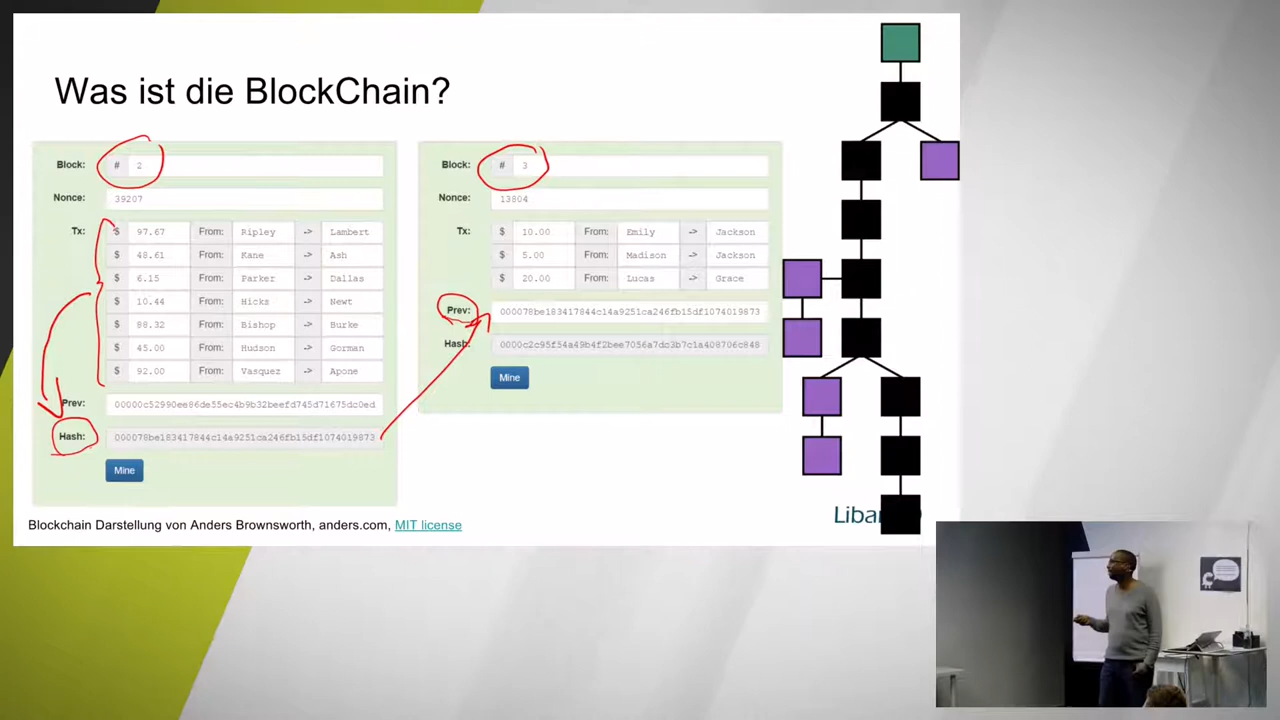 Was ist die BlockChain?
Block: # 2
Nonce: 39207
Tx: $ 97.67 From: Ripley -> Lambert
$ 48.61 From: Kane -> Ash
$ 6.15 From: Parker -> Dallas
$ 10.44 From: Hicks -> Newt
$ 88.32 From: Bishop -> Burke
$ 45.00 From: Hudson -> Gorman
$ 92.00 From: Vasquez -> Apone
Prev: 00000c52990ee86de55ec4b9b32beefd745d71675dc0ed
Hash: 000078be183417844c14a9251ca246fb15df1074019873
Mine
Block: # 3
Nonce: 13804
Tx: $ 10.00 From: Emily -> Jackson
$ 5.00 From: Madison -> Jackson
$ 20.00 From: Lucas -> Grace
Prev: 000078be183417844c14a9251ca246fb15df1074019873
Hash: 0000c2c95f54a49b4f2bee7056a7dc3b7c1a408706c848
Mine
Blockchain Darstellung von Anders Brownsworth, anders.com, MIT license